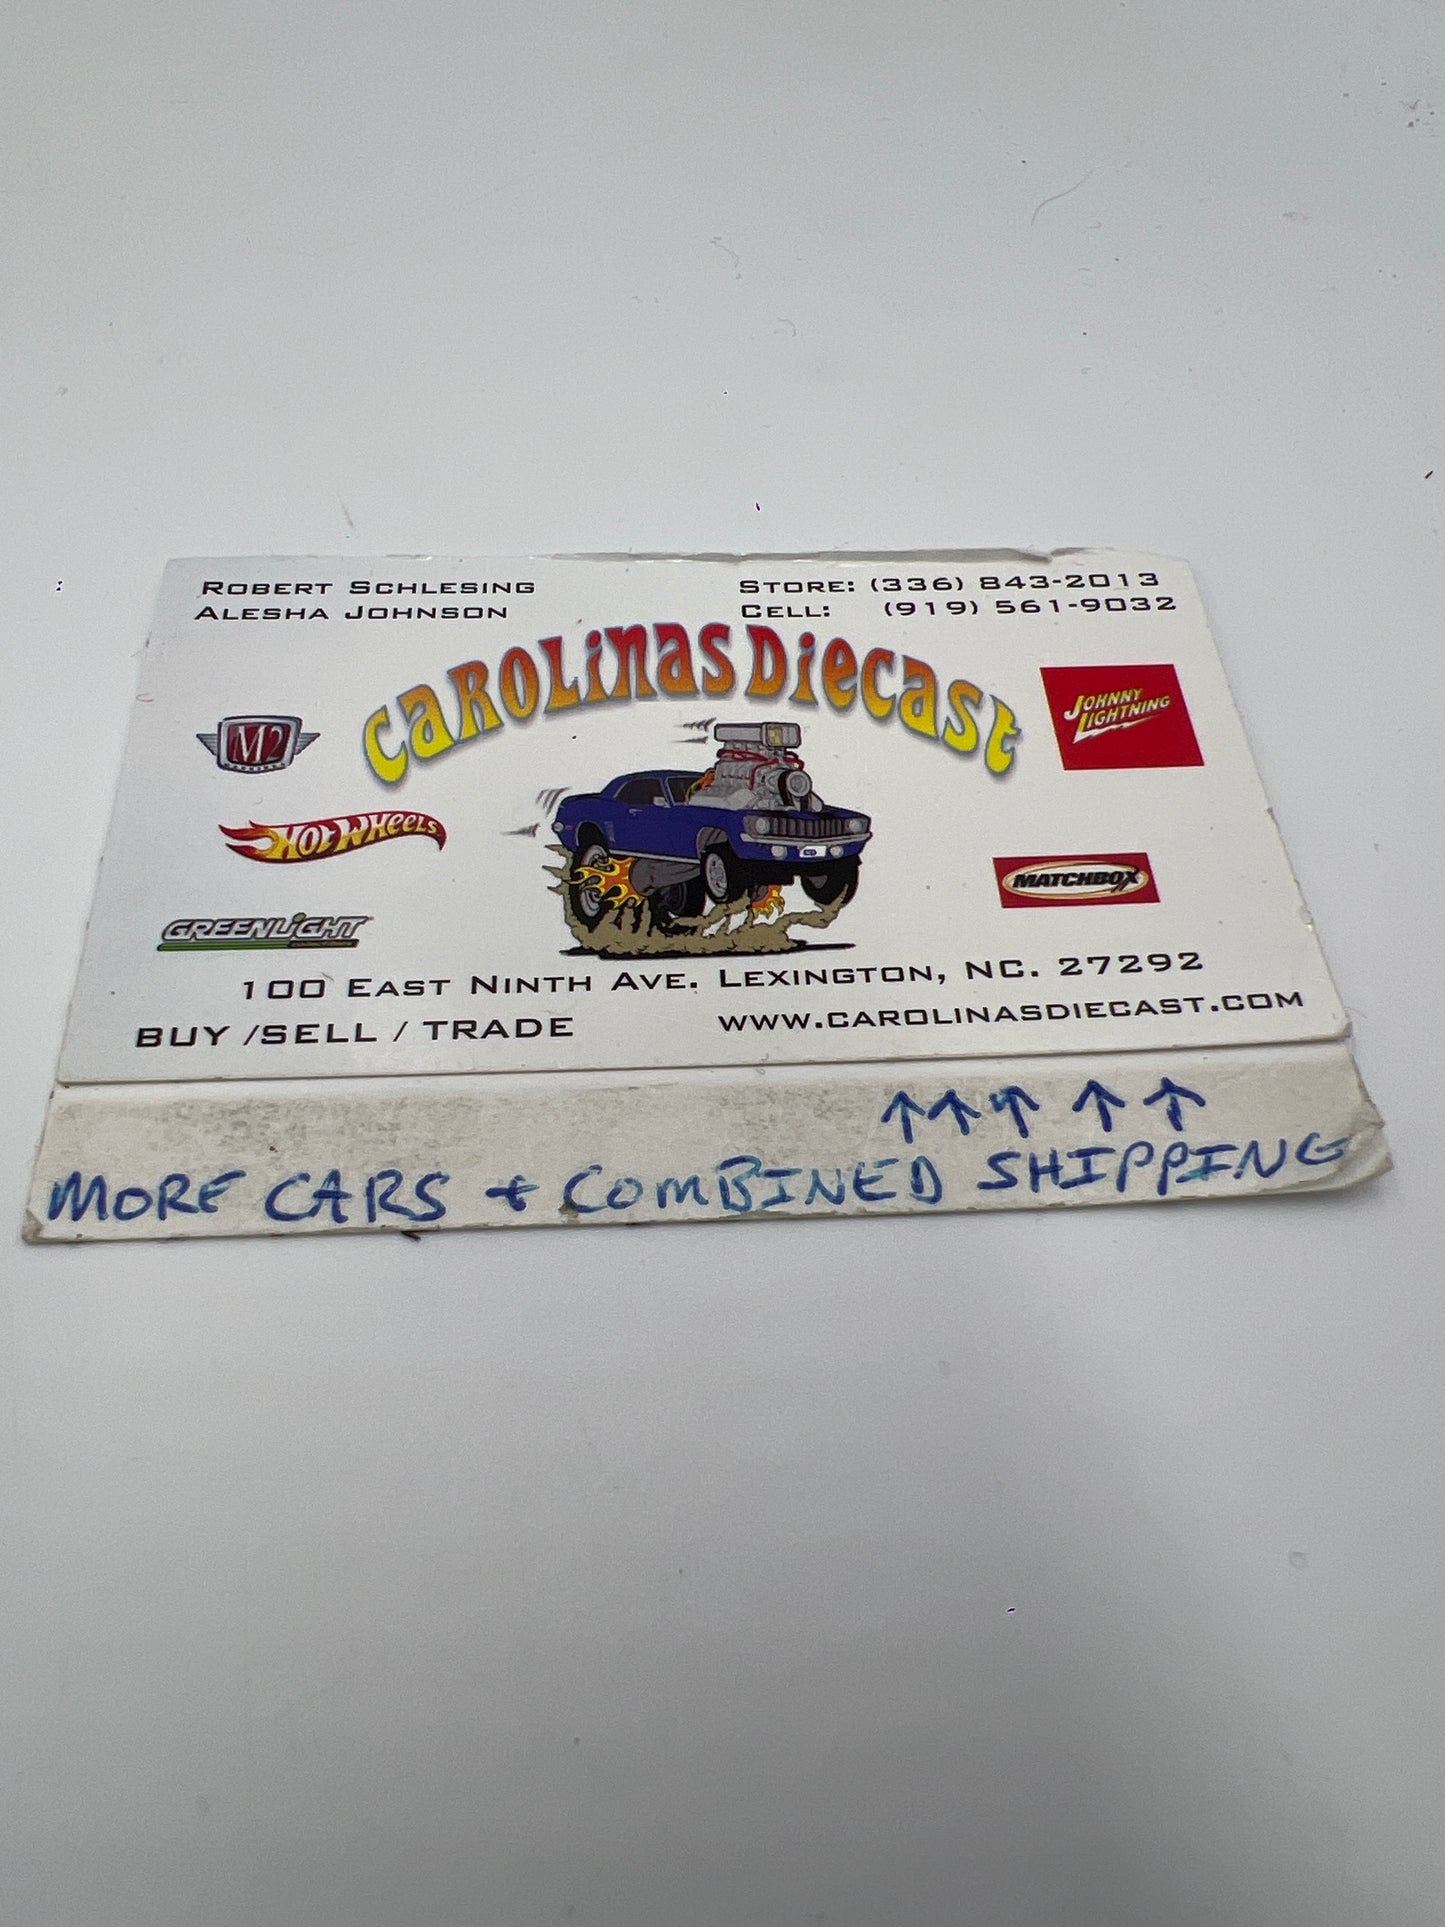 ROBERT SCHLESING
ALESHA JOHNSON
STORE: (336) 843-2013
CELL: (919) 561-9032
CAROLiNAS DiECAST
M2
JOHNNY LIGHTNING
HOT WHEELS
MATCHBOX
GREENLIGHT
100 EAST NINTH AVE. LEXINGTON, NC. 27292
BUY /SELL / TRADE
WWW.CAROLINASDIECAST.COM
↑ ↑ ↑ ↑ ↑
MORE CARS + COMBINED SHIPPING